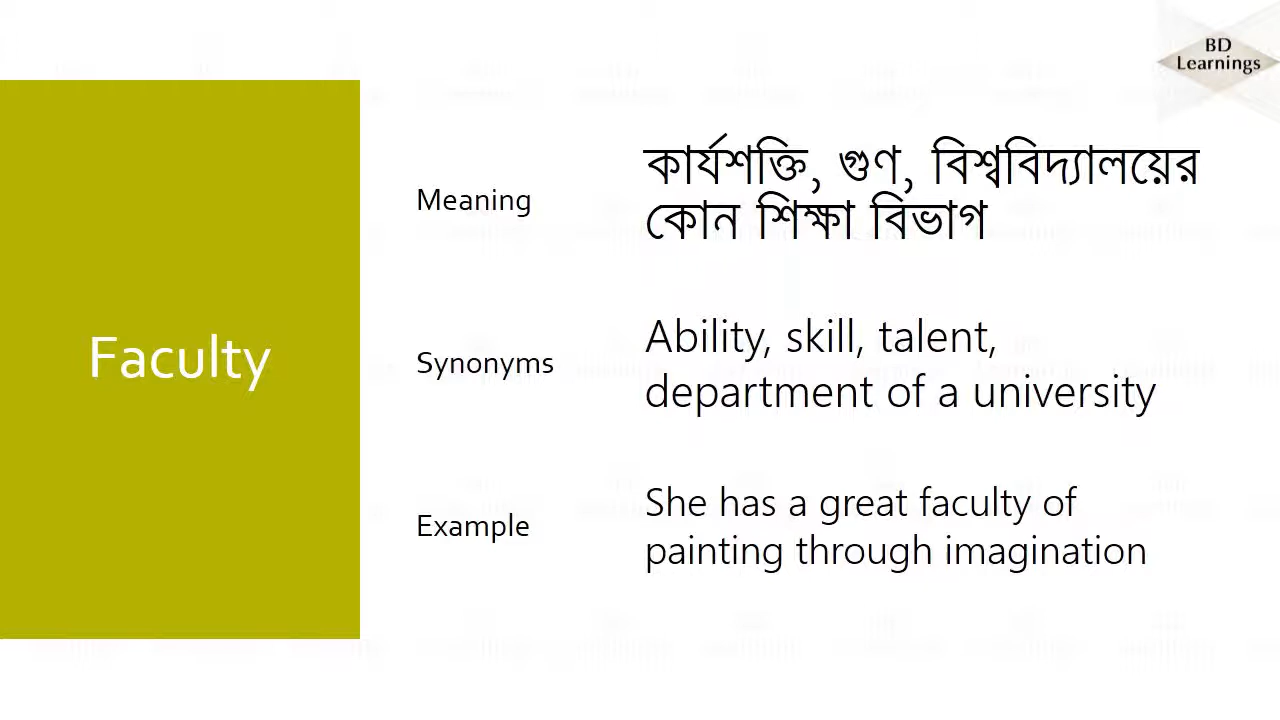 BD
Learnings
Faculty
Meaning
কার্যশক্তি, গুণ, বিশ্ববিদ্যালয়ের
কোন শিক্ষা বিভাগ
Synonyms
Ability, skill, talent,
department of a university
Example
She has a great faculty of
painting through imagination